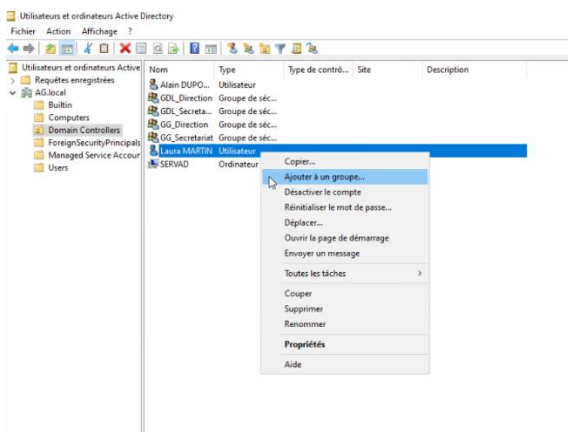 Utilisateurs et ordinateurs Active Directory
Fichier Action Affichage ?
Utilisateurs et ordinateurs Active
Requêtes enregistrées
AG.local
Builtin
Computers
Domain Controllers
ForeignSecurityPrincipals
Managed Service Accour
Users
Nom Type Type de contrô... Site Description
Alain DUPO... Utilisateur
GDL_Direction Groupe de séc...
GDL_Secreta... Groupe de séc...
GG_Direction Groupe de séc...
GG_Secretariat Groupe de séc...
Laura MARTIN Utilisateur
SERVAD Ordinateur
Copier...
Ajouter à un groupe...
Désactiver le compte
Réinitialiser le mot de passe...
Déplacer...
Ouvrir la page de démarrage
Envoyer un message
Toutes les tâches >
Couper
Supprimer
Renommer
Propriétés
Aide